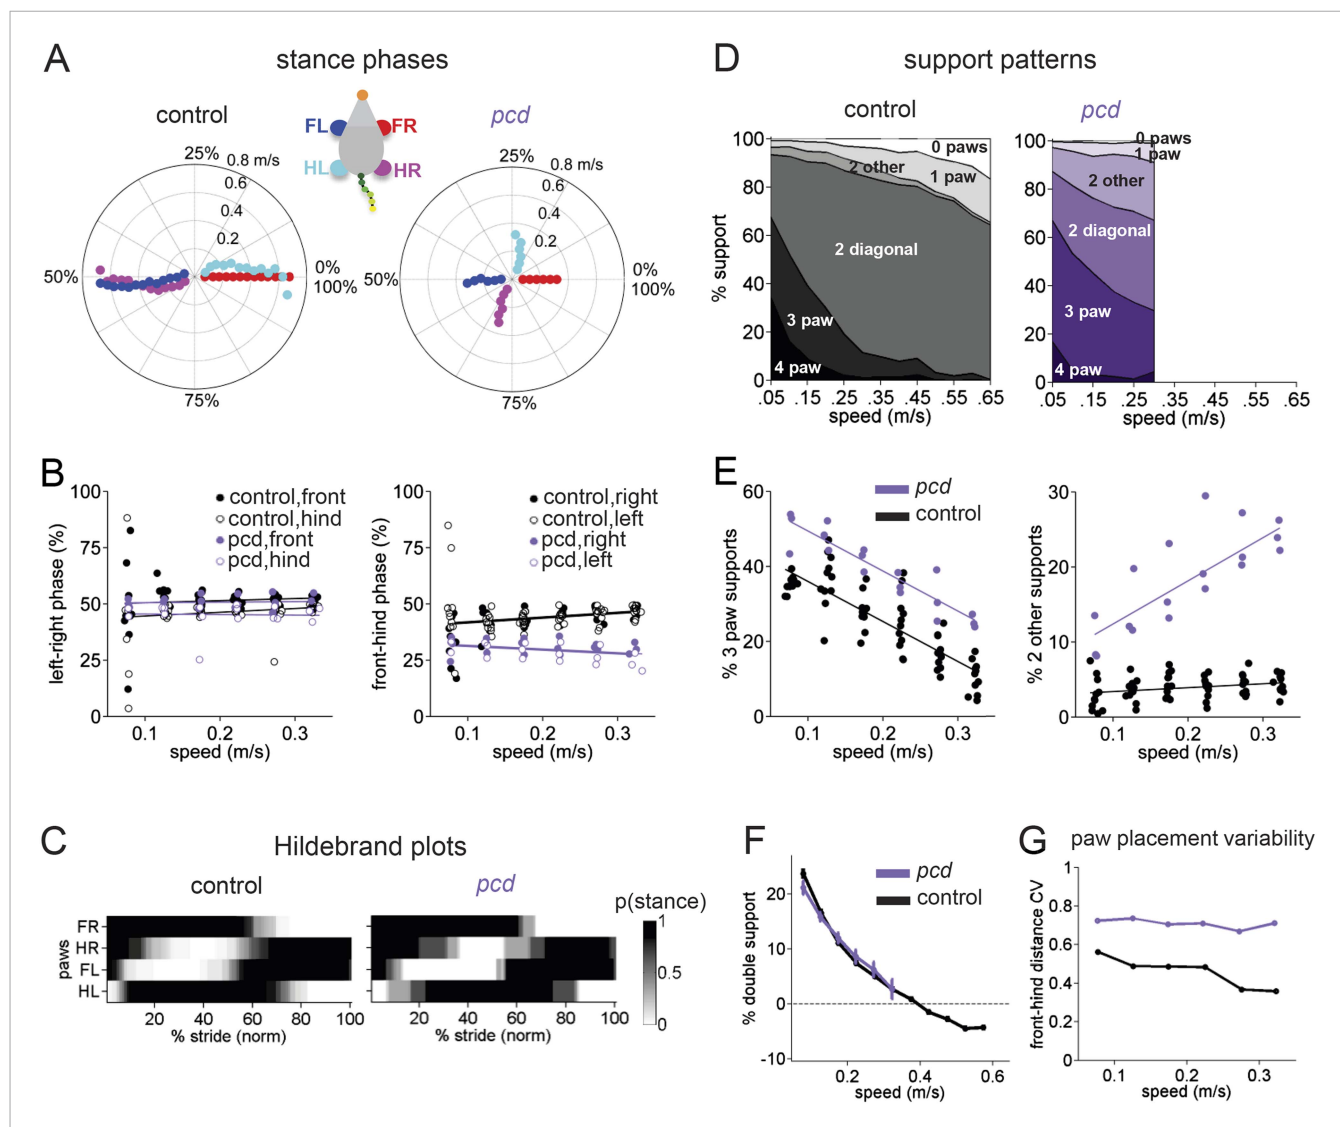 A
stance phases
control
pcd
FL
FR
HL
HR
25%
0.8 m/s
0.6
0.4
0.2
50%
0%
100%
75%
25%
0.8 m/s
0.6
0.4
0.2
50%
0%
100%
75%
B
left-right phase (%)
100
75
50
25
0
control,front
control,hind
pcd,front
pcd,hind
0.1
0.2
0.3
speed (m/s)
front-hind phase (%)
100
75
50
25
0
control,right
control,left
pcd,right
pcd,left
0.1
0.2
0.3
speed (m/s)
C
Hildebrand plots
control
pcd
paws
FR
HR
FL
HL
20
40
60
80
100
% stride (norm)
20
40
60
80
100
% stride (norm)
p(stance)
1
0.5
0
D
support patterns
control
pcd
% support
100
80
60
40
20
0
0 paws
1 paw
2 other
2 diagonal
3 paw
4 paw
.05
.15
.25
.35
.45
.55
.65
speed (m/s)
100
80
60
40
20
0
0 paws
1 paw
2 other
2 diagonal
3 paw
4 paw
.05
.15
.25
.35
.45
.55
.65
speed (m/s)
E
% 3 paw supports
60
40
20
0
pcd
control
0.1
0.2
0.3
speed (m/s)
% 2 other supports
30
20
10
0
0.1
0.2
0.3
speed (m/s)
F
% double support
20
10
0
-10
pcd
control
0.2
0.4
0.6
speed (m/s)
G
paw placement variability
front-hind distance CV
1
0.8
0.6
0.4
0.2
0
0.1
0.2
0.3
speed (m/s)